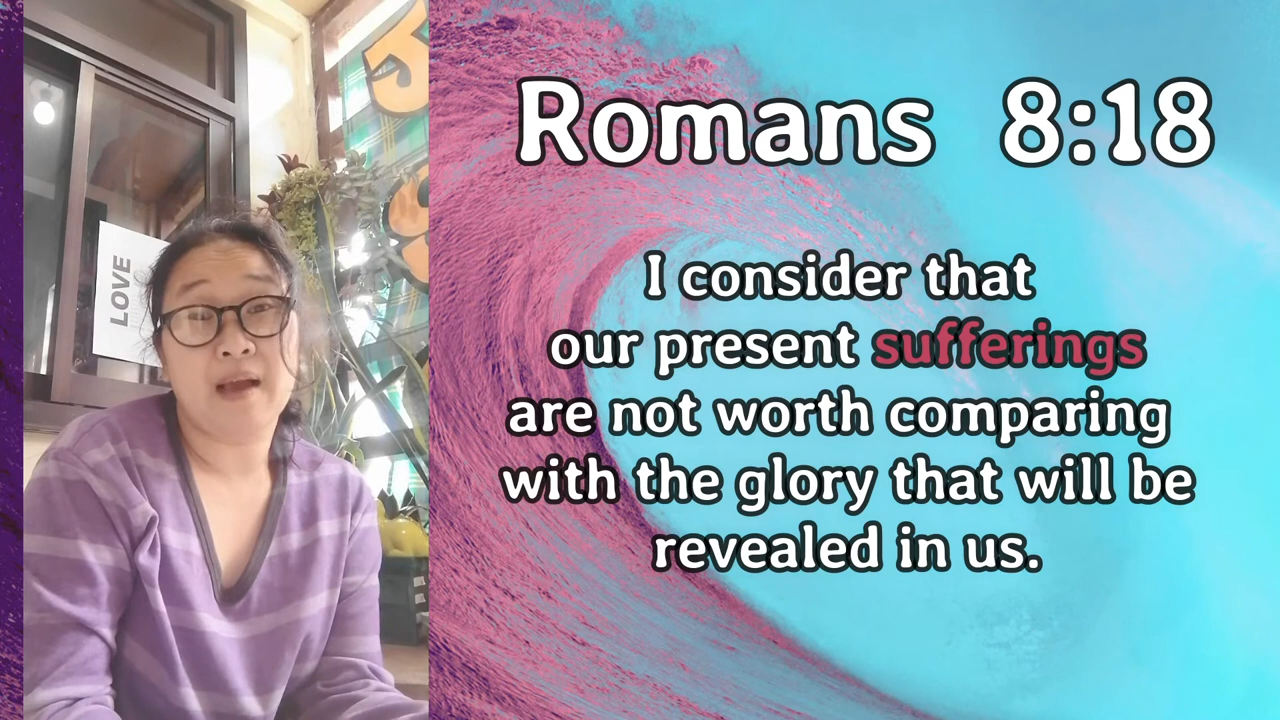 LOVE
Romans 8:18
I consider that
our present sufferings
are not worth comparing
with the glory that will be
revealed in us.